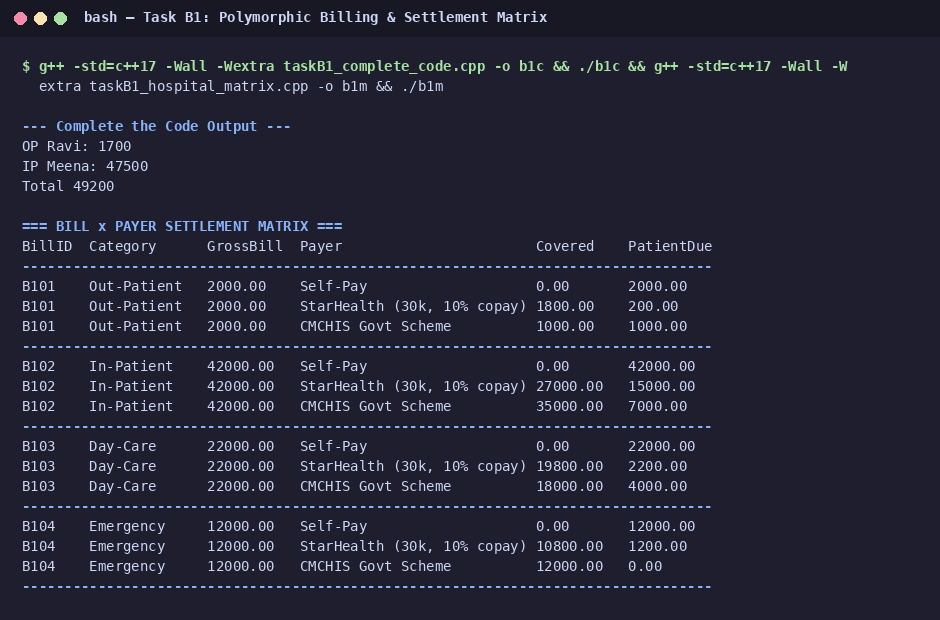 bash — Task B1: Polymorphic Billing & Settlement Matrix
$ g++ -std=c++17 -Wall -Wextra taskB1_complete_code.cpp -o b1c && ./b1c && g++ -std=c++17 -Wall -W
extra taskB1_hospital_matrix.cpp -o b1m && ./b1m
--- Complete the Code Output ---
OP Ravi: 1700
IP Meena: 47500
Total 49200
=== BILL x PAYER SETTLEMENT MATRIX ===
BillID  Category      GrossBill  Payer                       Covered    PatientDue
----------------------------------------------------------------------------------
B101    Out-Patient   2000.00    Self-Pay                    0.00       2000.00
B101    Out-Patient   2000.00    StarHealth (30k, 10% copay) 1800.00    200.00
B101    Out-Patient   2000.00    CMCHIS Govt Scheme          1000.00    1000.00
----------------------------------------------------------------------------------
B102    In-Patient    42000.00   Self-Pay                    0.00       42000.00
B102    In-Patient    42000.00   StarHealth (30k, 10% copay) 27000.00   15000.00
B102    In-Patient    42000.00   CMCHIS Govt Scheme          35000.00   7000.00
----------------------------------------------------------------------------------
B103    Day-Care      22000.00   Self-Pay                    0.00       22000.00
B103    Day-Care      22000.00   StarHealth (30k, 10% copay) 19800.00   2200.00
B103    Day-Care      22000.00   CMCHIS Govt Scheme          18000.00   4000.00
----------------------------------------------------------------------------------
B104    Emergency     12000.00   Self-Pay                    0.00       12000.00
B104    Emergency     12000.00   StarHealth (30k, 10% copay) 10800.00   1200.00
B104    Emergency     12000.00   CMCHIS Govt Scheme          12000.00   0.00
----------------------------------------------------------------------------------